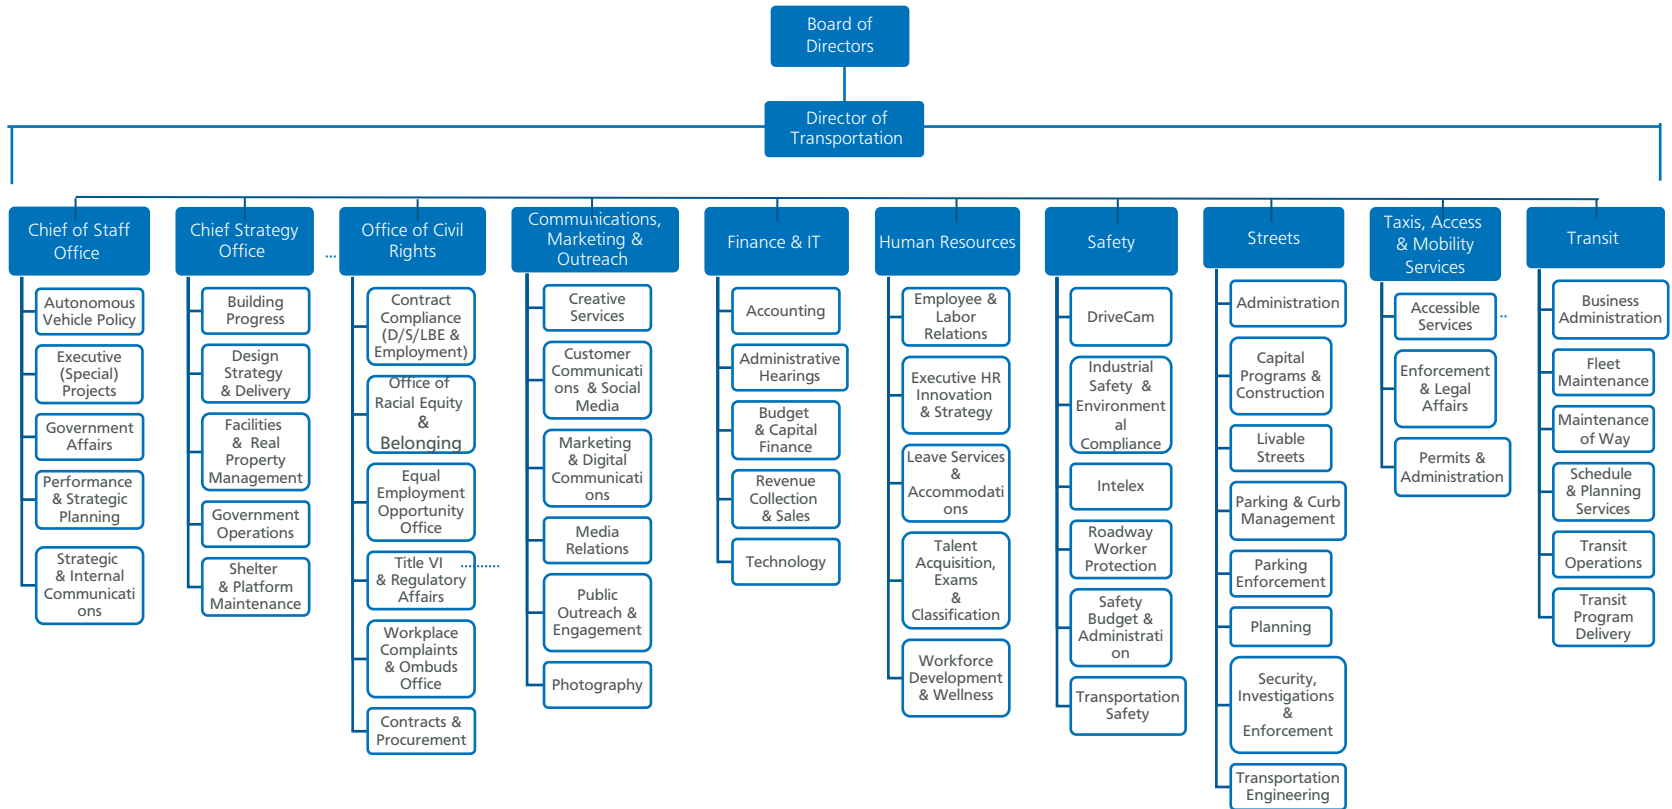 Board of
Directors
Director of
Transportation
Chief of Staff
Office
Autonomous
Vehicle Policy
Executive
(Special)
Projects
Government
Affairs
Performance
& Strategic
Planning
Strategic
& Internal
Communicati
ons
Chief Strategy
Office
Building
Progress
Design
Strategy
& Delivery
Facilities
& Real
Property
Management
Government
Operations
Shelter
& Platform
Maintenance
...
Office of Civil
Rights
Contract
Compliance
(D/S/LBE &
Employment)
Office of
Racial Equity
&
Belonging
Equal
Employment
Opportunity
Office
Title VI
& Regulatory
Affairs
Workplace
Complaints
& Ombuds
Office
Contracts &
Procurement
Communications,
Marketing &
Outreach
Creative
Services
Customer
Communicati
ons & Social
Media
Marketing
& Digital
Communicati
ons
Media
Relations
Public
Outreach &
Engagement
Photography
Finance & IT
Accounting
Administrative
Hearings
Budget
& Capital
Finance
Revenue
Collection
& Sales
Technology
Human Resources
Employee &
Labor
Relations
Executive HR
Innovation
& Strategy
Leave Services
&
Accommodati
ons
Talent
Acquisition,
Exams
&
Classification
Workforce
Development
& Wellness
Safety
DriveCam
Industrial
Safety &
Environment
al
Compliance
Intelex
Roadway
Worker
Protection
Safety
Budget &
Administrati
on
Transportation
Safety
Streets
Administration
Capital
Programs &
Construction
Livable
Streets
Parking & Curb
Management
Parking
Enforcement
Planning
Security,
Investigations
&
Enforcement
Transportation
Engineering
Taxis, Access
& Mobility
Services
Accessible
Services
Enforcement
& Legal
Affairs
Permits &
Administration
Transit
Business
Administration
Fleet
Maintenance
Maintenance
of Way
Schedule
& Planning
Services
Transit
Operations
Transit
Program
Delivery